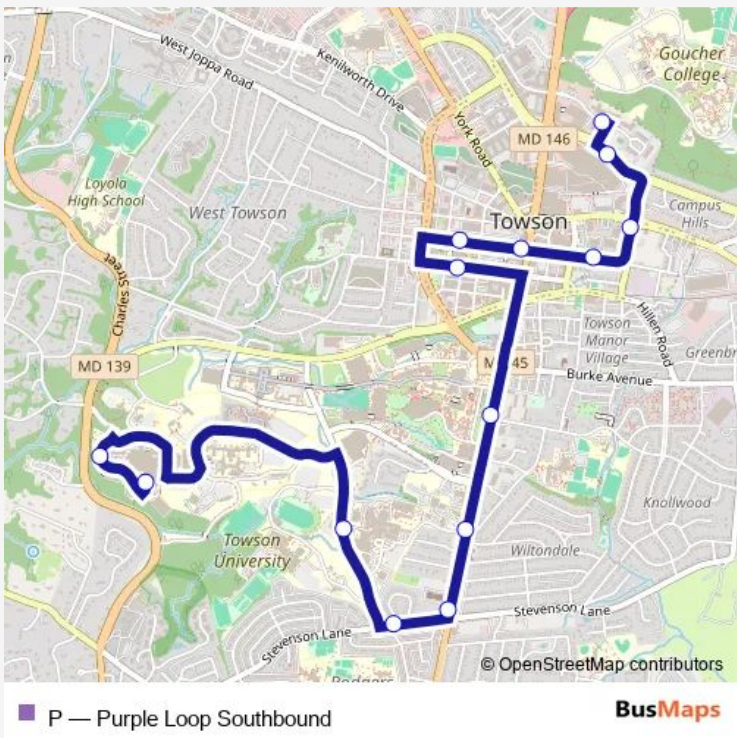 West Joppa Road
Kenilworth Drive
Goucher
College
York Road
MD 146
Loyola
High School
West Towson
Towson
Campus
Hills
Charles Street
Hillen Road
Towson
Manor
Village
Greenbr
MD 139
M 45
Burke Avenue
Knollwood
Towson
University
Wiltondale
Stevenson Lane
Stevenson Lane
Rodgers
© OpenStreetMap contributors
P — Purple Loop Southbound
BusMaps